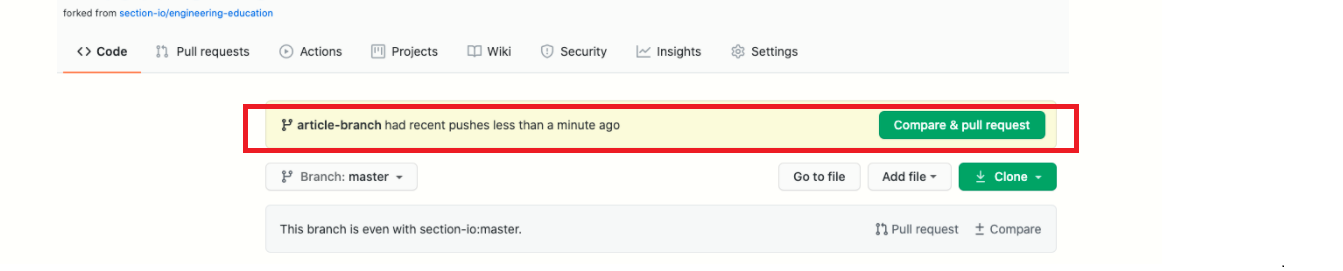 forked from section-io/engineering-education
<> Code Pull requests Actions Projects Wiki Security Insights Settings
article-branch had recent pushes less than a minute ago Compare & pull request
Branch: master Go to file Add file Clone
This branch is even with section-io:master. Pull request Compare